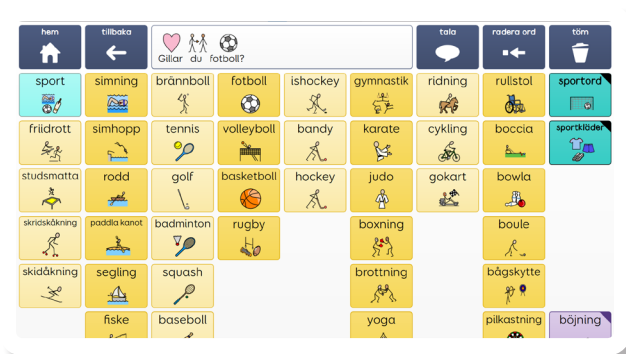 hem
tillbaka
Gillar du fotboll?
tala
radera ord
töm
sport
simning
brännboll
fotboll
ishockey
gymnastik
ridning
rullstol
sportord
friidrott
simhopp
tennis
volleyboll
bandy
karate
cykling
boccia
sportkläder
studsmatta
rodd
golf
basketboll
hockey
judo
gokart
bowla
skridskåkning
paddla kanot
badminton
rugby
boxning
boule
skidåkning
segling
squash
brottning
bågskytte
fiske
baseboll
yoga
pilkastning
böjning